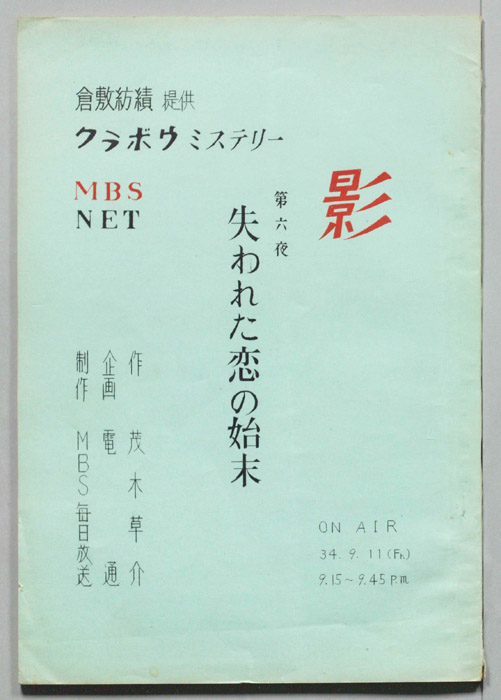 倉敷紡績 提供
クラボウミステリー
MBS
NET
影
第六夜
失われた恋の始末
作 茂木草介
企画 電通
制作 MBS毎日放送
ON AIR
34. 9. 11 (Fri.)
9.15～9.45 P.M